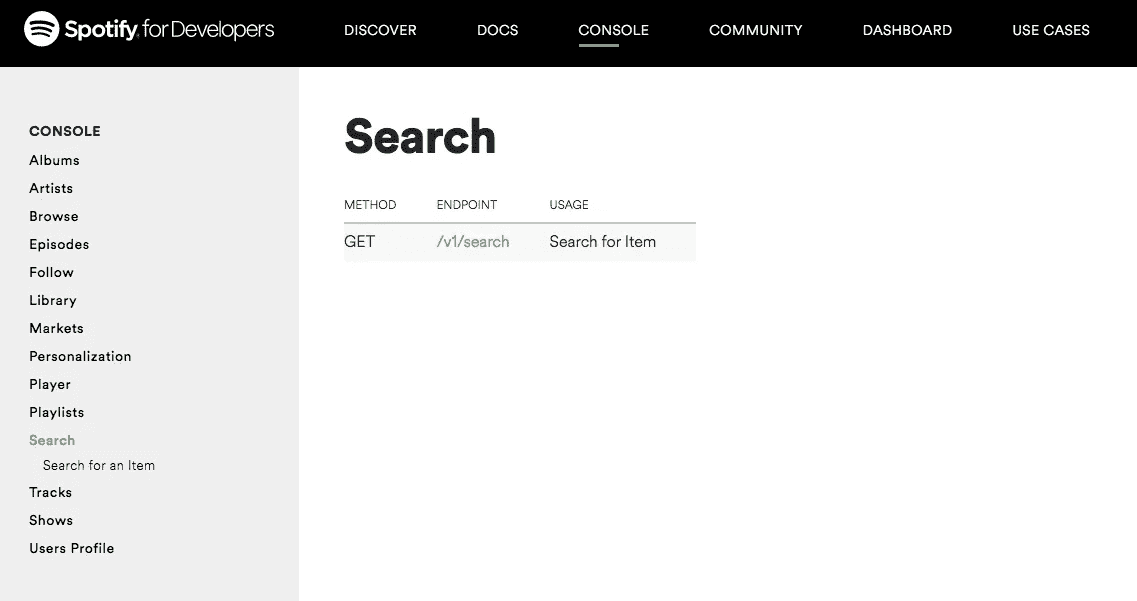 Spotify for Developers DISCOVER DOCS CONSOLE COMMUNITY DASHBOARD USE CASES
CONSOLE
Albums
Artists
Browse
Episodes
Follow
Library
Markets
Personalization
Player
Playlists
Search
Search for an Item
Tracks
Shows
Users Profile
Search
METHOD ENDPOINT USAGE
GET /v1/search Search for Item